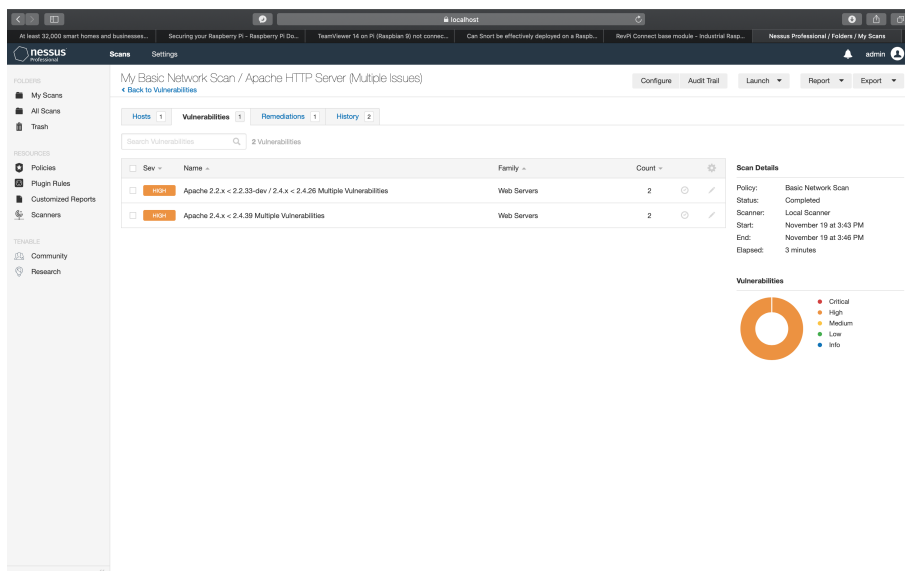 localhost
At least 32,000 smart homes and businesses...
Securing your Raspberry Pi - Raspberry Pi Do...
TeamViewer 14 on Pi (Raspbian 9) not connec...
Can Snort be effectively deployed on a Raspb...
RevPi Connect base module – Industrial Rasp...
Nessus Professional / Folders / My Scans
nessus Professional
Scans
Settings
admin
FOLDERS
My Scans
All Scans
Trash
RESOURCES
Policies
Plugin Rules
Customized Reports
Scanners
TENABLE
Community
Research
My Basic Network Scan / Apache HTTP Server (Multiple Issues)
‹ Back to Vulnerabilities
Configure
Audit Trail
Launch
Report
Export
Hosts 1
Vulnerabilities 1
Remediations 1
History 2
Search Vulnerabilities
2 Vulnerabilities
Sev Name Family Count
HIGH Apache 2.2.x < 2.2.33-dev / 2.4.x < 2.4.26 Multiple Vulnerabilities Web Servers 2
HIGH Apache 2.4.x < 2.4.39 Multiple Vulnerabilities Web Servers 2
Scan Details
Policy: Basic Network Scan
Status: Completed
Scanner: Local Scanner
Start: November 19 at 3:43 PM
End: November 19 at 3:46 PM
Elapsed: 3 minutes
Vulnerabilities
Critical
High
Medium
Low
Info